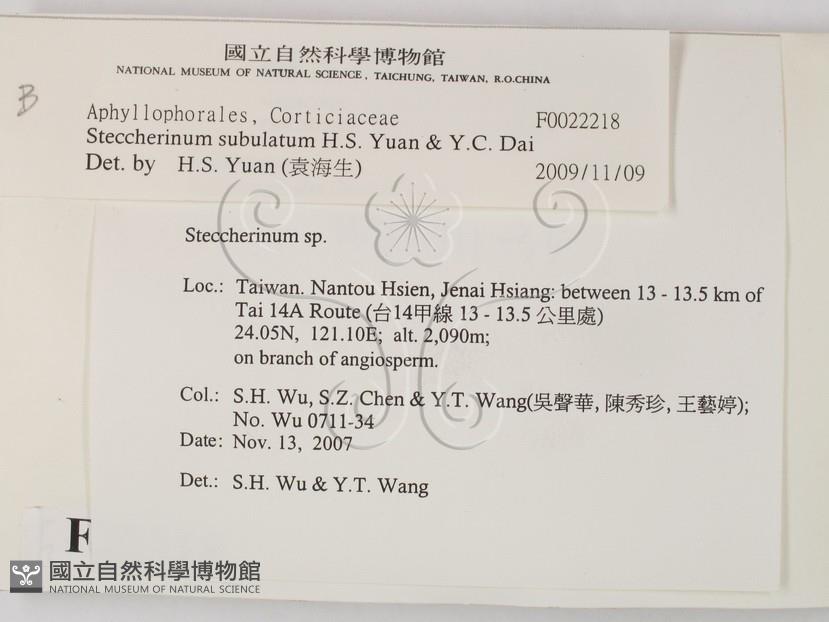 國立自然科學博物館
NATIONAL MUSEUM OF NATURAL SCIENCE, TAICHUNG, TAIWAN, R.O.CHINA
B
Aphyllophorales, Corticiaceae F0022218
Steccherinum subulatum H.S. Yuan & Y.C. Dai
Det. by H.S. Yuan (袁海生) 2009/11/09
Steccherinum sp.
Loc.: Taiwan. Nantou Hsien, Jenai Hsiang: between 13 - 13.5 km of
Tai 14A Route (台14甲線 13 - 13.5 公里處)
24.05N, 121.10E; alt. 2,090m;
on branch of angiosperm.
Col.: S.H. Wu, S.Z. Chen & Y.T. Wang(吳聲華, 陳秀珍, 王藝婷);
No. Wu 0711-34
Date: Nov. 13, 2007
Det.: S.H. Wu & Y.T. Wang
F
國立自然科學博物館
NATIONAL MUSEUM OF NATURAL SCIENCE